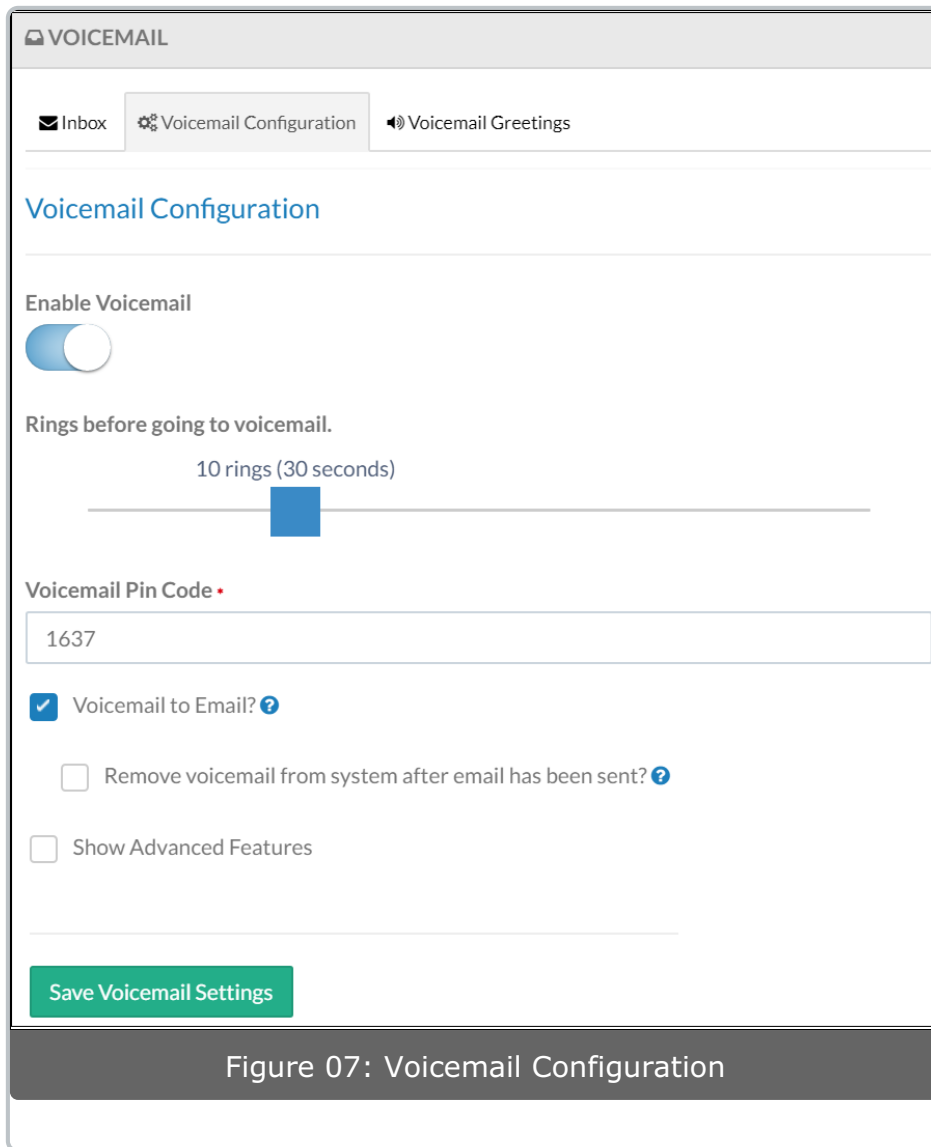 VOICEMAIL
Inbox Voicemail Configuration Voicemail Greetings
Voicemail Configuration
Enable Voicemail
Rings before going to voicemail.
10 rings (30 seconds)
Voicemail Pin Code •
1637
Voicemail to Email?
Remove voicemail from system after email has been sent?
Show Advanced Features
Save Voicemail Settings
Figure 07: Voicemail Configuration